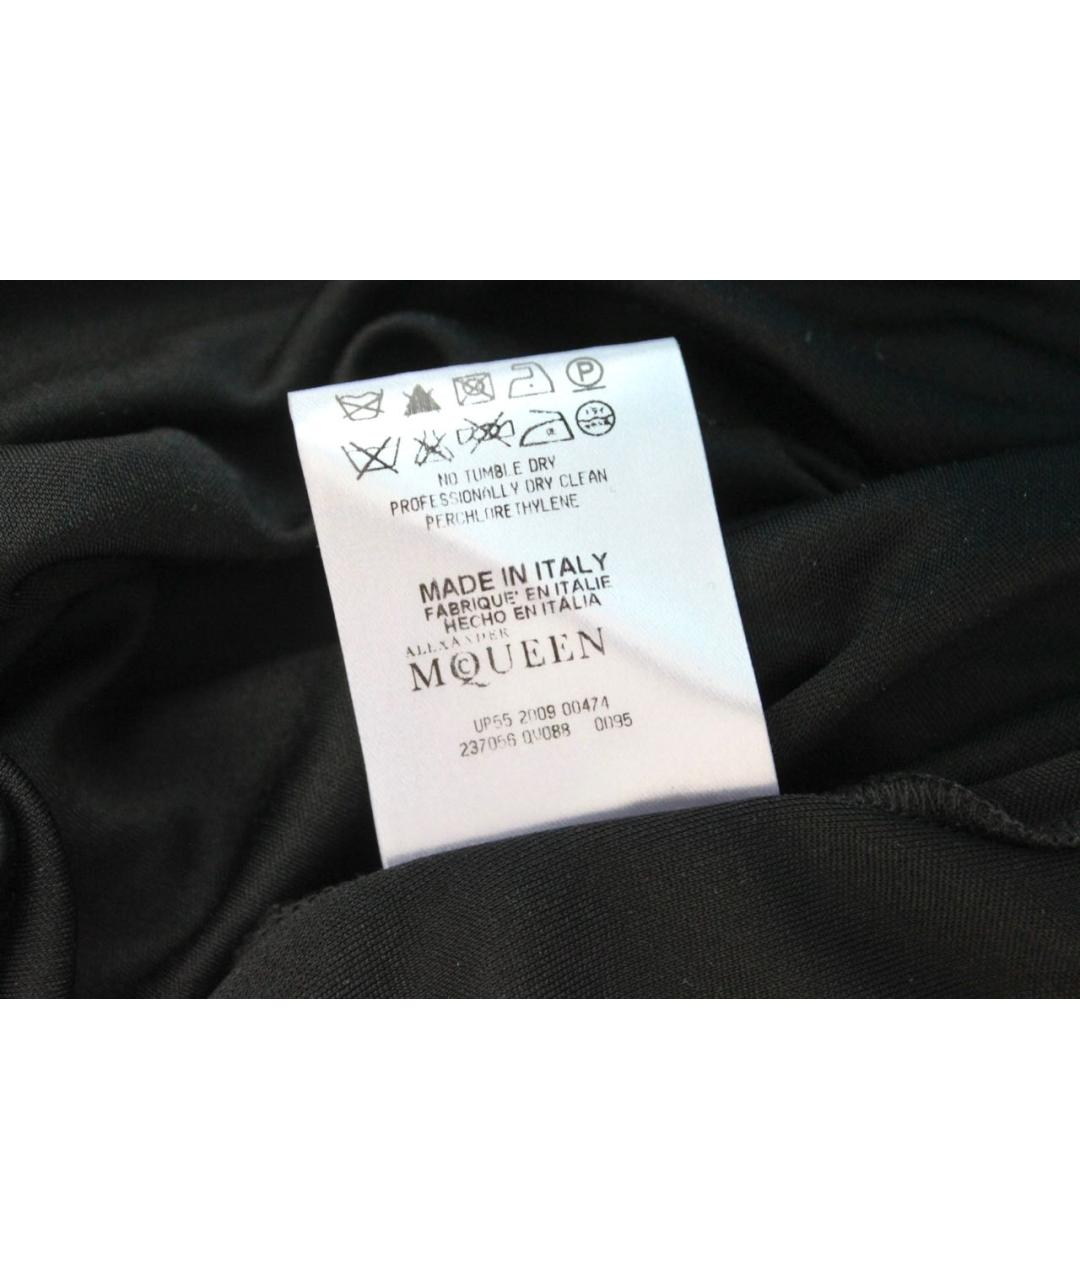 P
NO TUMBLE DRY
PROFESSIONALLY DRY CLEAN
PERCHLORETHYLENE
MADE IN ITALY
FABRIQUE' EN ITALIE
HECHO EN ITALIA
ALEXANDER
MCQUEEN
UP55 2009 00474
237056 QV088 0095